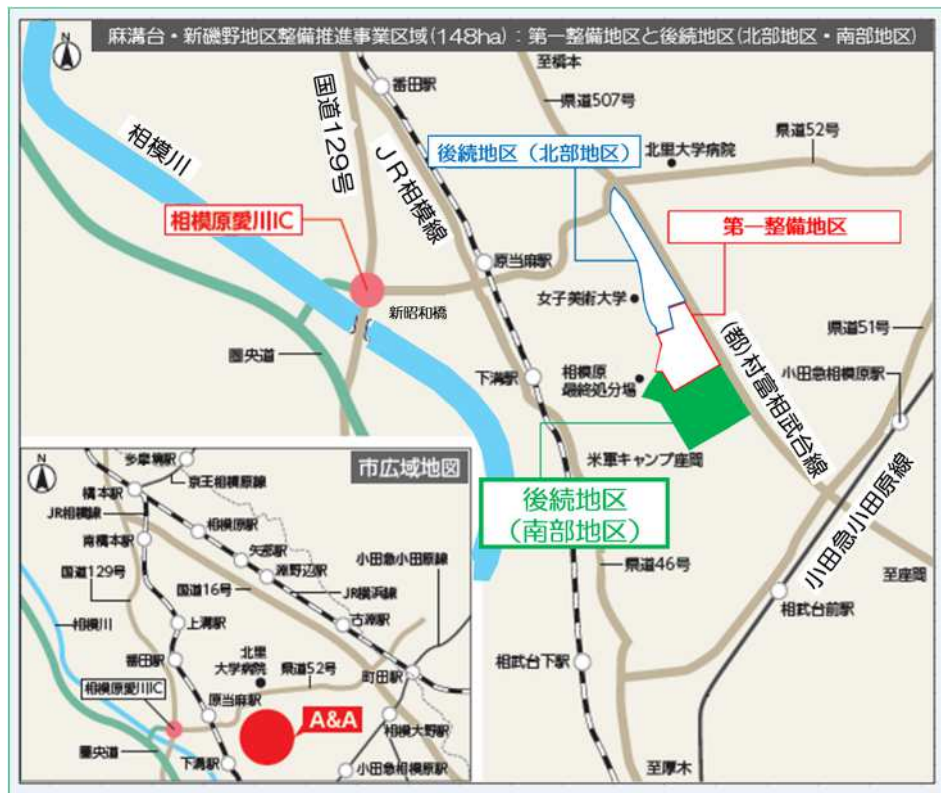 麻溝台・新磯野地区整備推進事業区域(148ha)：第一整備地区と後続地区(北部地区・南部地区)
N
至橋本
番田駅
県道507号
国道129号
相模川
JR相模線
後続地区（北部地区）
北里大学病院
県道52号
相模原愛川IC
第一整備地区
原当麻駅
女子美術大学
新昭和橋
県道51号
圏央道
下溝駅
相模原
最終処分場
(都)村富相武台線
小田急相模原駅
米軍キャンプ座間
後続地区
（南部地区）
小田急小田原線
県道46号
至座間
相武台前駅
相武台下駅
至厚木
市広域地図
N
多摩境駅
京王相模原線
橋本駅
JR相模線
相模原駅
南橋本駅
矢部駅
淵野辺駅
小田急小田原線
国道129号
国道16号
JR横浜線
相模川
上溝駅
古淵駅
番田駅
北里
大学病院
県道52号
町田駅
相模原愛川IC
原当麻駅
A&A
相模大野駅
圏央道
下溝駅
小田急相模原駅